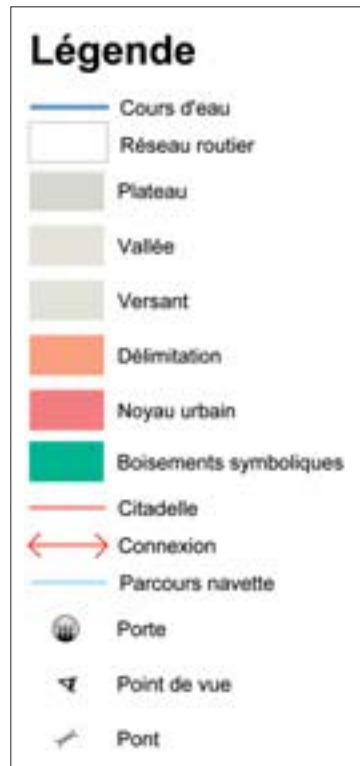 Légende
Cours d'eau
Réseau routier
Plateau
Vallée
Versant
Délimitation
Noyau urbain
Boisements symboliques
Citadelle
Connexion
Parcours navette
Porte
Point de vue
Pont